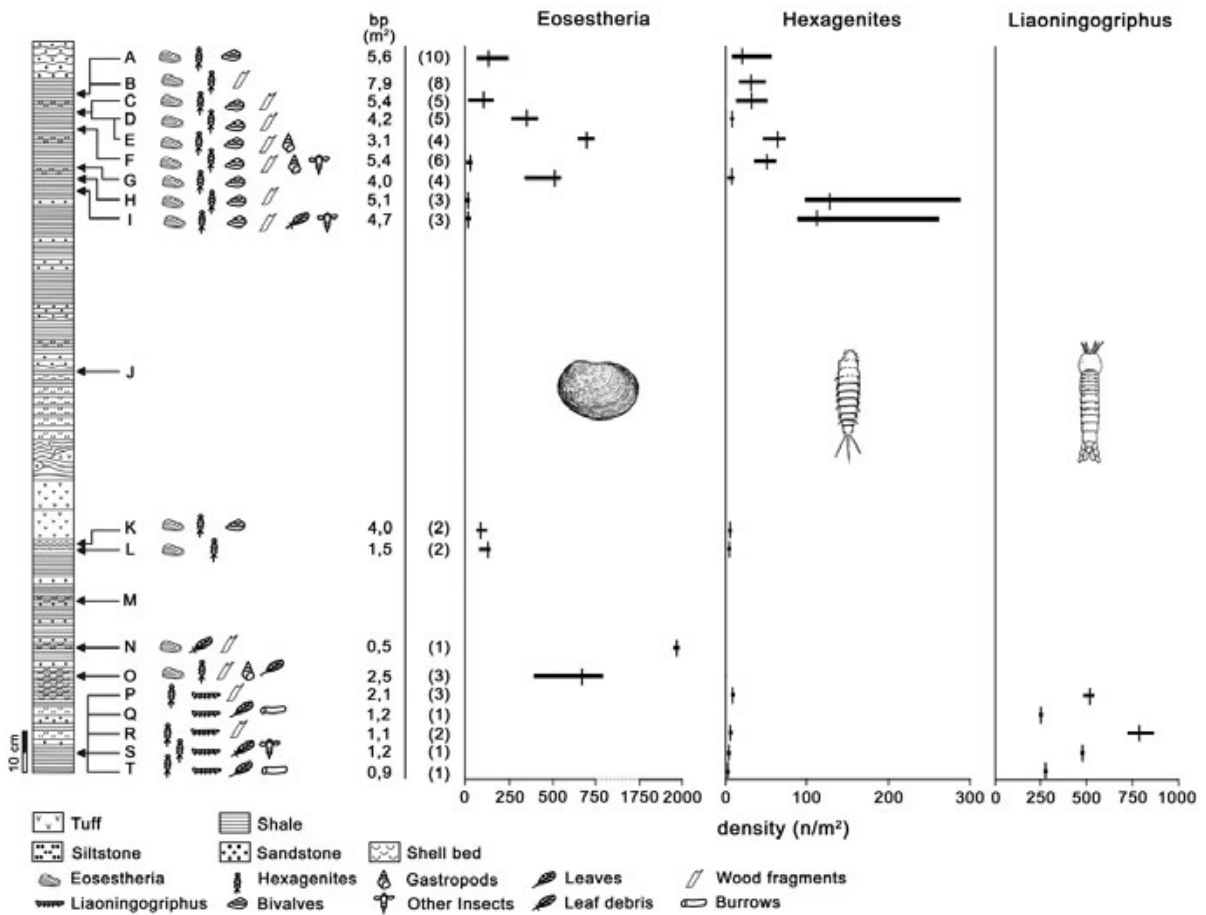 bp
(m²)
Eosestheria
Hexagenites
Liaoningogriphus
A 5,6 (10)
B 7,9 (8)
C 5,4 (5)
D 4,2 (5)
E 3,1 (4)
F 5,4 (6)
G 4,0 (4)
H 5,1 (3)
I 4,7 (3)
J
K 4,0 (2)
L 1,5 (2)
M
N 0,5 (1)
O 2,5 (3)
P 2,1 (3)
Q 1,2 (1)
R 1,1 (2)
S 1,2 (1)
T 0,9 (1)
10 cm
0 250 500 750 1750 2000
0 100 200 300
0 250 500 750 1000
density (n/m²)
Tuff Shale
Siltstone Sandstone Shell bed
Eosestheria Hexagenites Gastropods Leaves Wood fragments
Liaoningogriphus Bivalves Other Insects Leaf debris Burrows